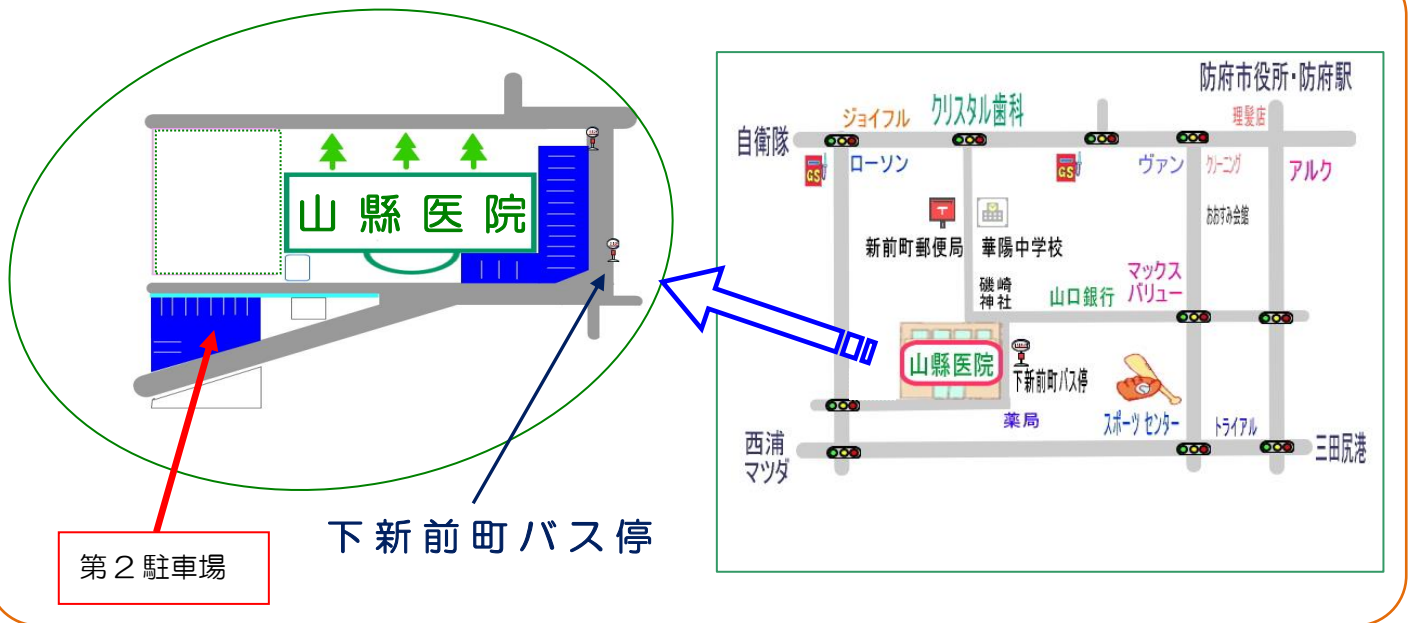 山縣医院
下新前町バス停
第2駐車場
防府市役所・防府駅
理髪店
ジョイフル
クリスタル歯科
自衛隊
ローソン
GS
GS
ヴァン
クリーニング
アルク
おおすみ会館
〒
新前町郵便局
華陽中学校
磯崎
神社
山口銀行
マックス
バリュー
山縣医院
下新前町バス停
薬局
スポーツセンター
トライアル
西浦
マツダ
三田尻港